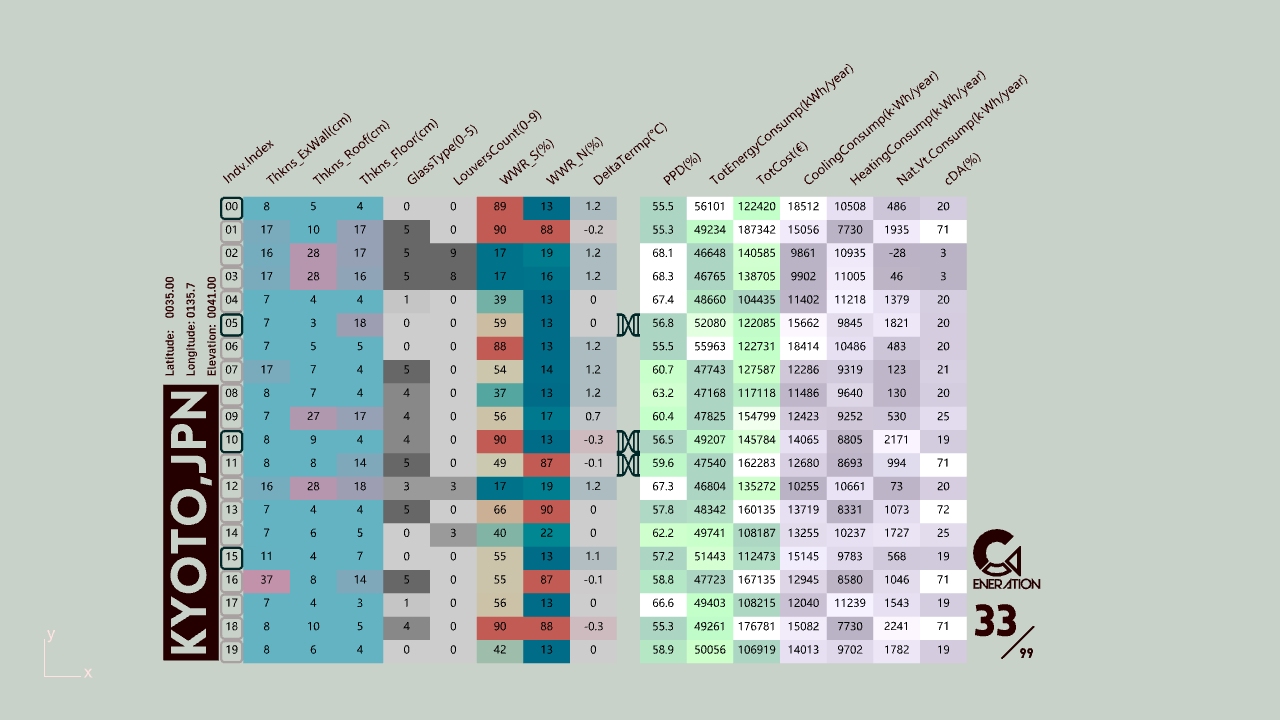 Indv.Index Thkns_ExWall(cm) Thkns_Roof(cm) Thkns_Floor(cm) GlassType(0-5) LouversCount(0-9) WWR_S(%) WWR_N(%) DeltaTermp(°C) PPD(%) TotEnergyConsump(kWh/year) TotCost(€) CoolingConsump(k·Wh/year) HeatingConsump(k·Wh/year) Nat.Vt.Consump(k·Wh/year) cDA(%)
00 8 5 4 0 0 89 13 1.2 55.5 56101 122420 18512 10508 486 20
01 17 10 17 5 0 90 88 -0.2 55.3 49234 187342 15056 7730 1935 71
02 16 28 17 5 9 17 19 1.2 68.1 46648 140585 9861 10935 -28 3
03 17 28 16 5 8 17 16 1.2 68.3 46765 138705 9902 11005 46 3
04 7 4 4 1 0 39 13 0 67.4 48660 104435 11402 11218 1379 20
05 7 3 18 0 0 59 13 0 56.8 52080 122085 15662 9845 1821 20
06 7 5 5 0 0 88 13 1.2 55.5 55963 122731 18414 10486 483 20
07 17 7 4 5 0 54 14 1.2 60.7 47743 127587 12286 9319 123 21
08 8 7 4 4 0 37 13 1.2 63.2 47168 117118 11486 9640 130 20
09 7 27 17 4 0 56 17 0.7 60.4 47825 154799 12423 9252 530 25
10 8 9 4 4 0 90 13 -0.3 56.5 49207 145784 14065 8805 2171 19
11 8 8 14 5 0 49 87 -0.1 59.6 47540 162283 12680 8693 994 71
12 16 28 18 3 3 17 19 1.2 67.3 46804 135272 10255 10661 73 20
13 7 4 4 5 0 66 90 0 57.8 48342 160135 13719 8331 1073 72
14 7 6 5 0 3 40 22 0 62.2 49741 108187 13255 10237 1727 25
15 11 4 7 0 0 55 13 1.1 57.2 51443 112473 15145 9783 568 19
16 37 8 14 5 0 55 87 -0.1 58.8 47723 167135 12945 8580 1046 71
17 7 4 3 1 0 56 13 0 66.6 49403 108215 12040 11239 1543 19
18 8 10 5 4 0 90 88 -0.3 55.3 49261 176781 15082 7730 2241 71
19 8 6 4 0 0 42 13 0 58.9 50056 106919 14013 9702 1782 19
Latitude: 0035.00
Longitude: 0135.7
Elevation: 0041.00
KYOTO,JPN
GENERATION
33/99
y
x